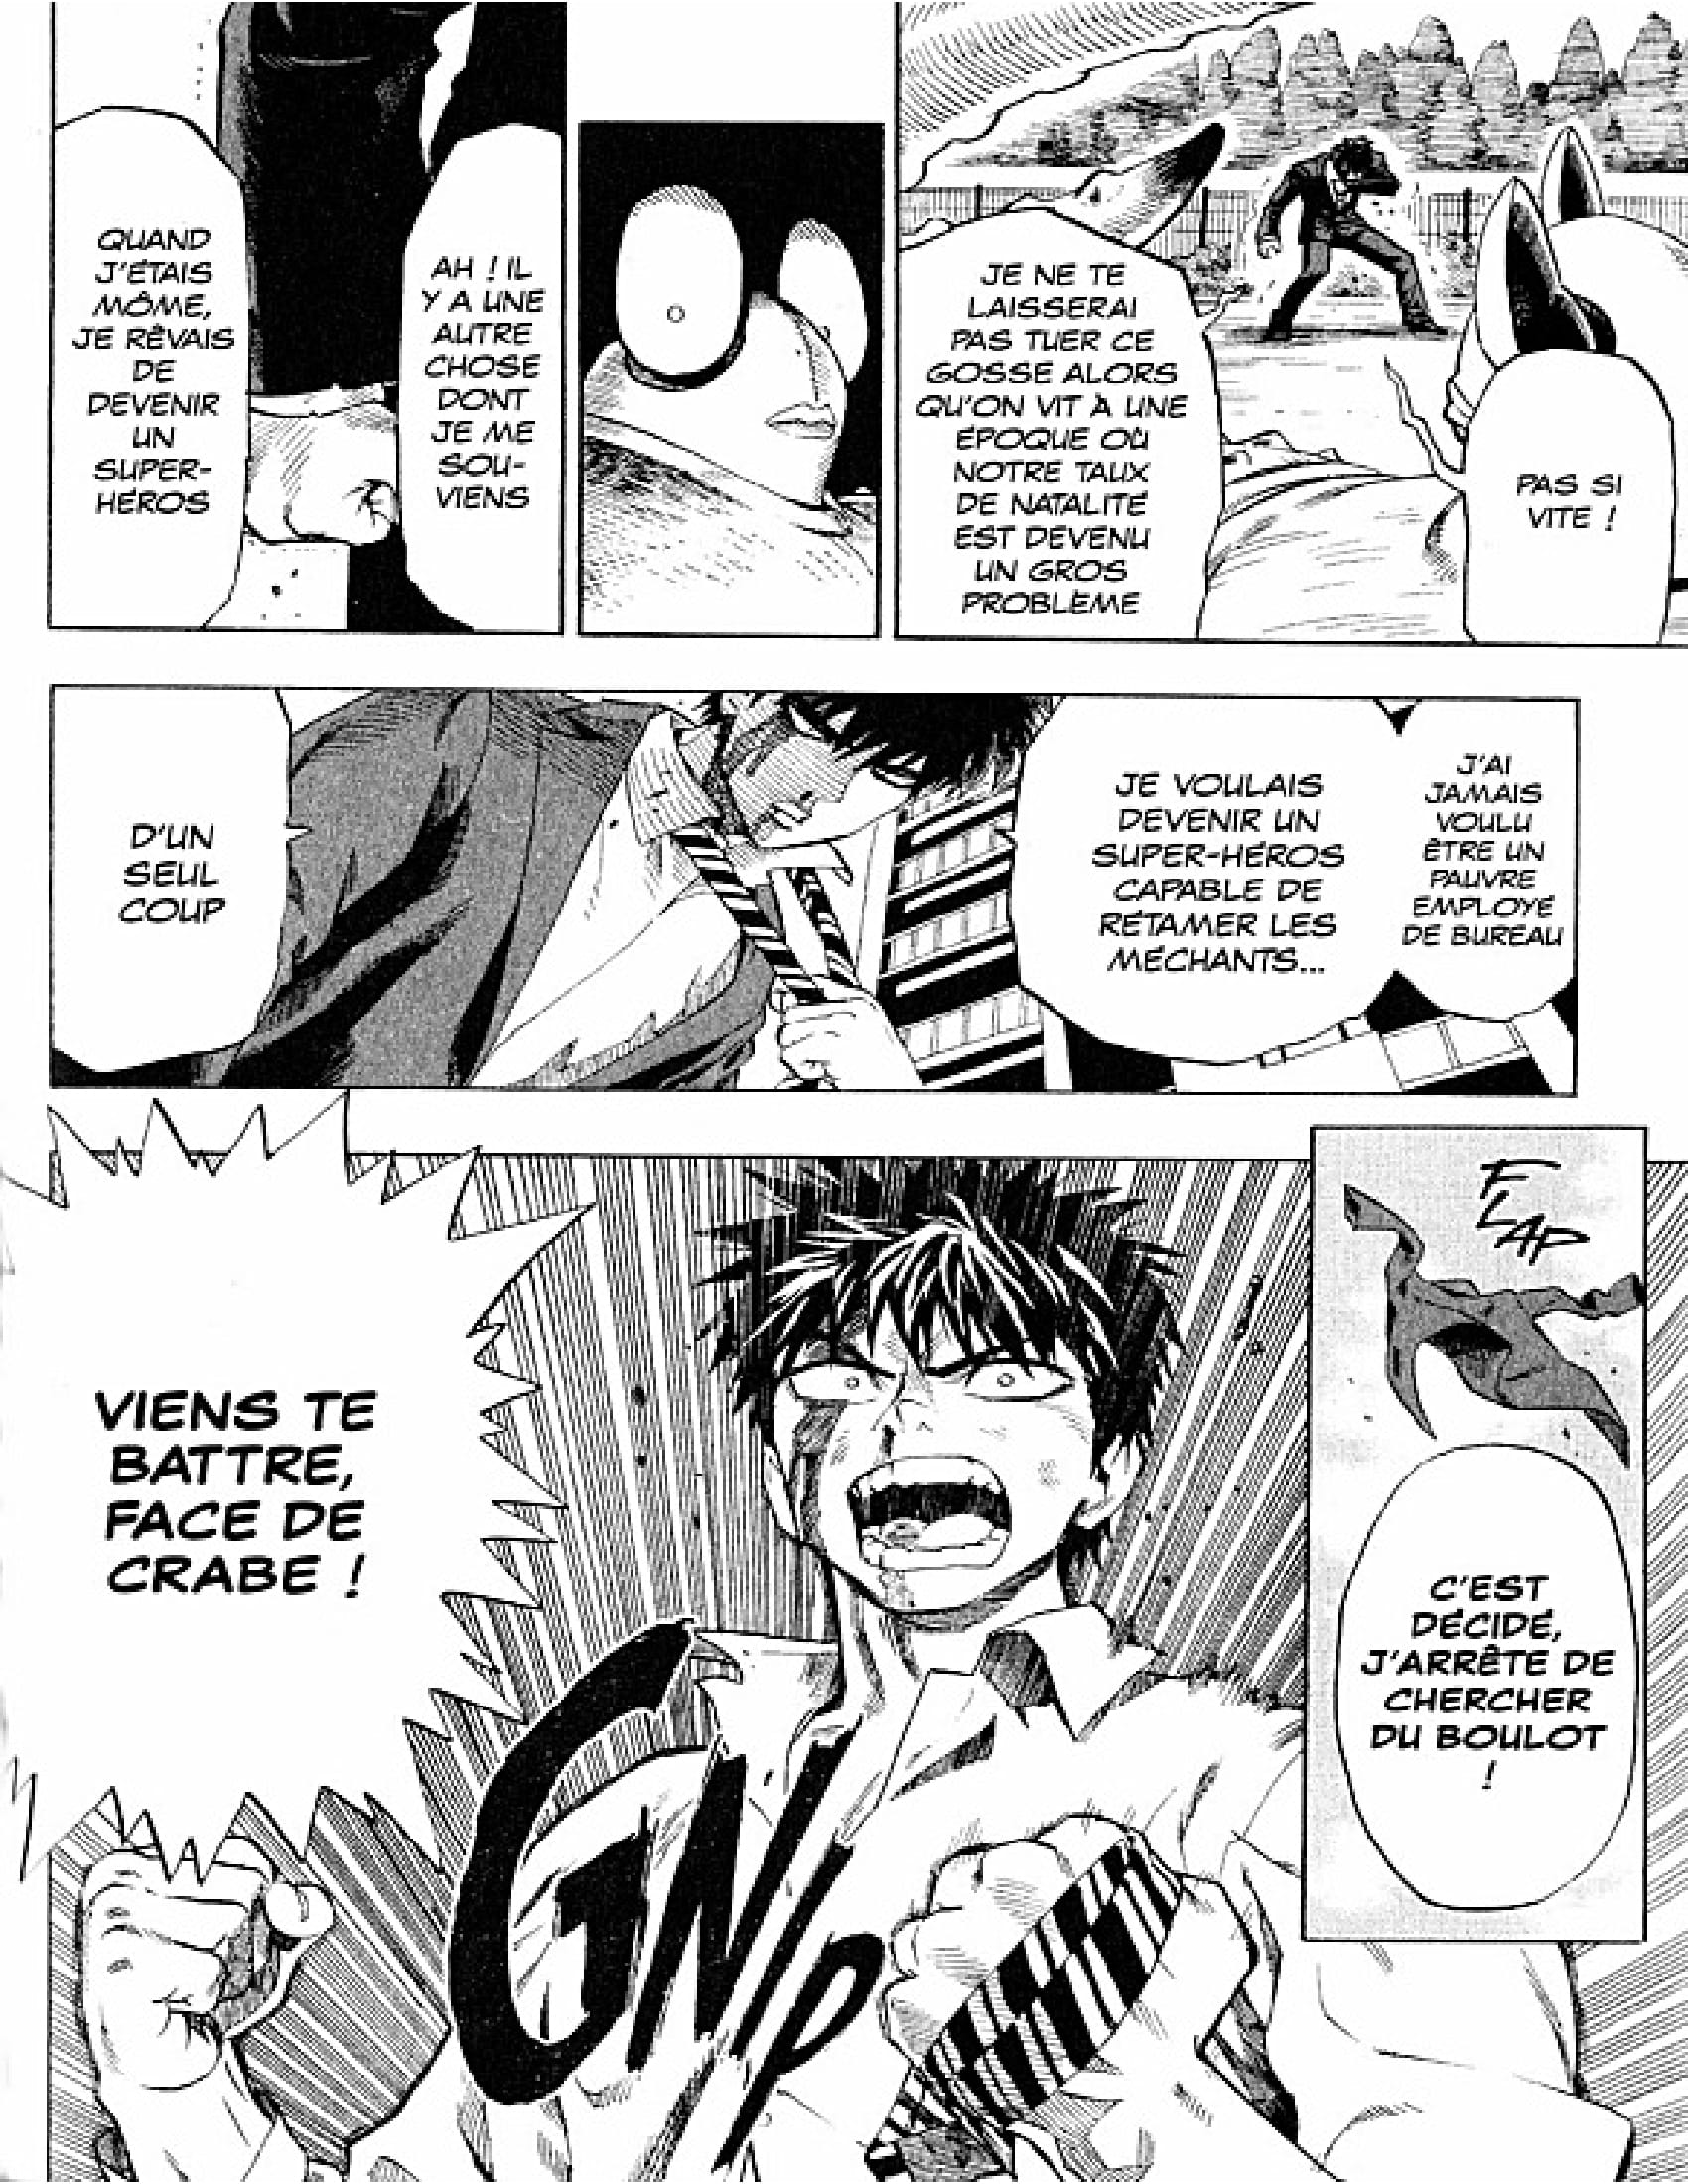 PAS SI
VITE !
JE NE TE
LAISSERAI
PAS TUER CE
GOSSE ALORS
QU'ON VIT À UNE
ÉPOQUE OÙ
NOTRE TAUX
DE NATALITÉ
EST DEVENU
UN GROS
PROBLÈME
AH ! IL
Y A UNE
AUTRE
CHOSE
DONT
JE ME
SOU-
VIENS
QUAND
J'ÉTAIS
MÔME,
JE RÊVAIS
DE
DEVENIR
UN
SUPER-
HÉROS
J'AI
JAMAIS
VOULU
ÊTRE UN
PAUVRE
EMPLOYÉ
DE BUREAU
JE VOULAIS
DEVENIR UN
SUPER-HÉROS
CAPABLE DE
RÉTAMER LES
MÉCHANTS...
D'UN
SEUL
COUP
FLAP
C'EST
DÉCIDÉ,
J'ARRÊTE DE
CHERCHER
DU BOULOT
!
VIENS TE
BATTRE,
FACE DE
CRABE !
GNP